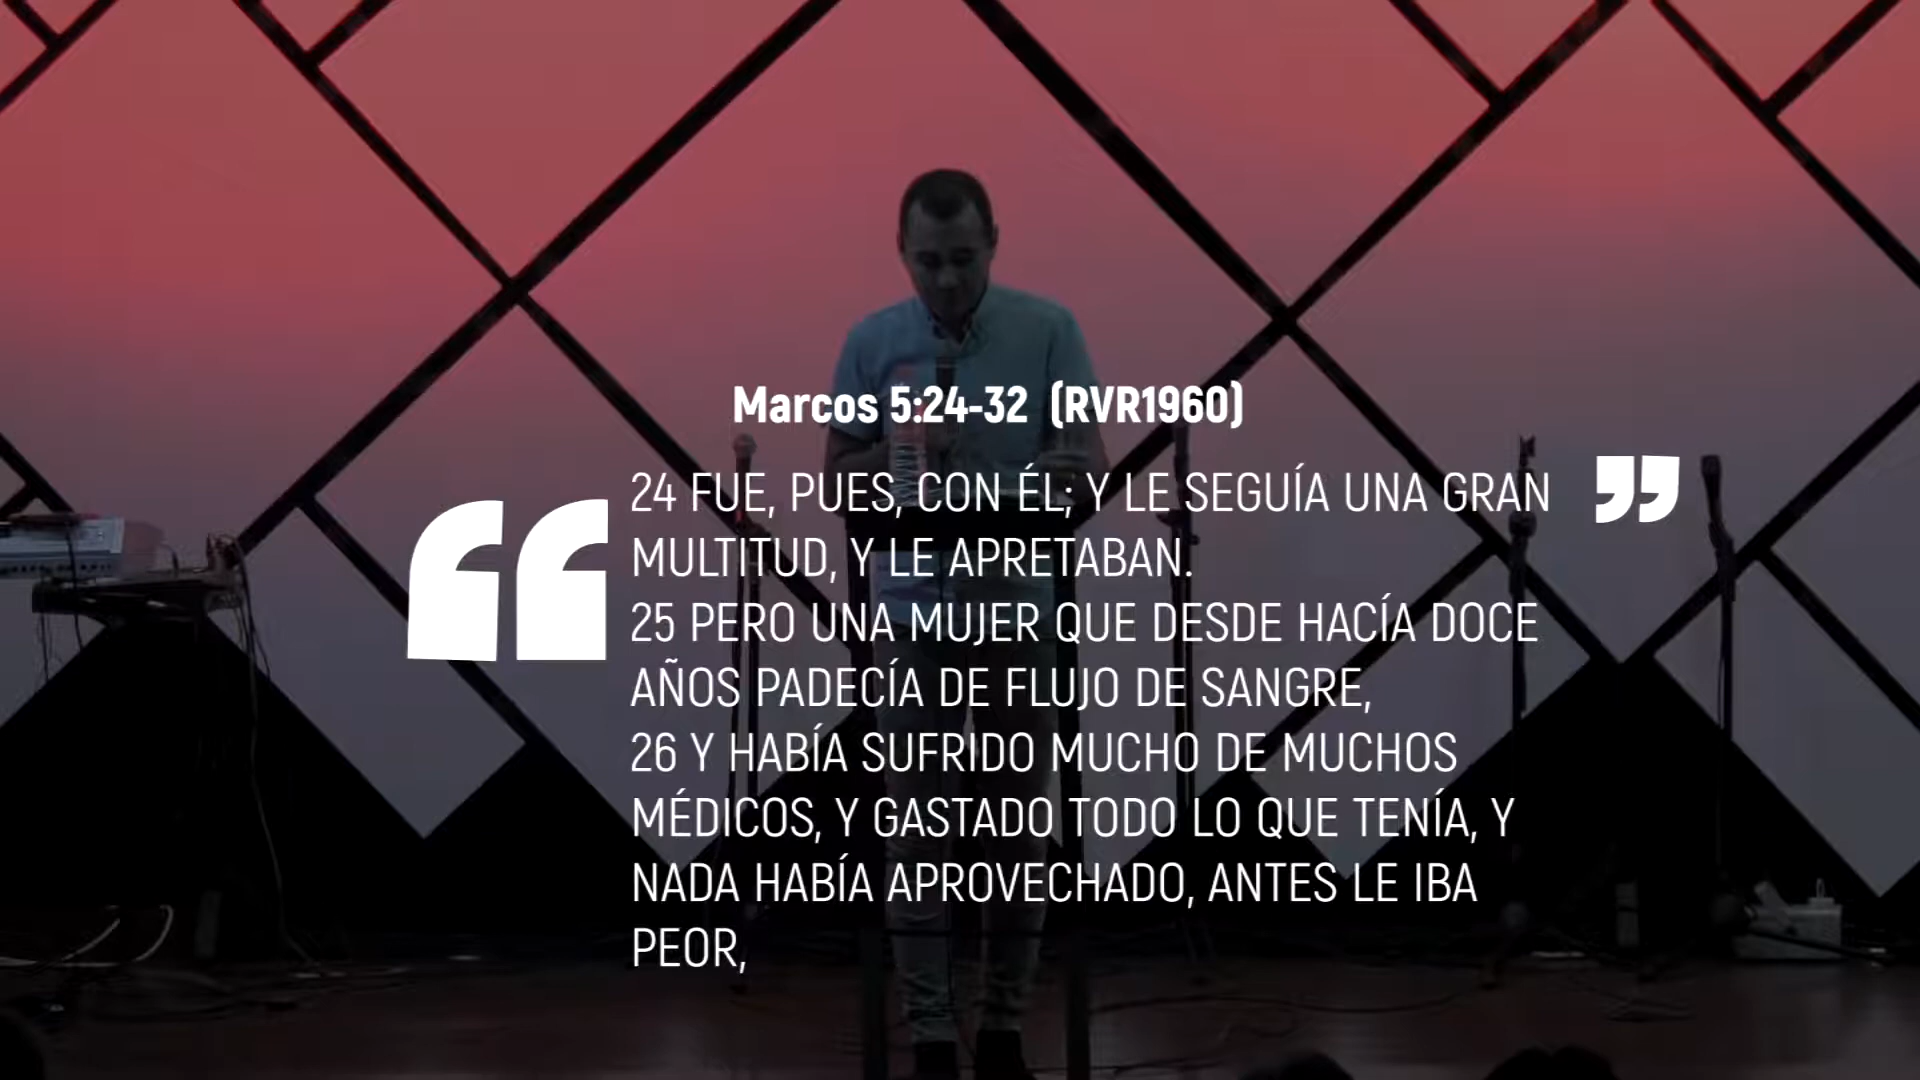 Marcos 5:24-32 (RVR1960)
“ 24 FUE, PUES, CON ÉL; Y LE SEGUÍA UNA GRAN ”
MULTITUD, Y LE APRETABAN.
25 PERO UNA MUJER QUE DESDE HACÍA DOCE
AÑOS PADECÍA DE FLUJO DE SANGRE,
26 Y HABÍA SUFRIDO MUCHO DE MUCHOS
MÉDICOS, Y GASTADO TODO LO QUE TENÍA, Y
NADA HABÍA APROVECHADO, ANTES LE IBA
PEOR,